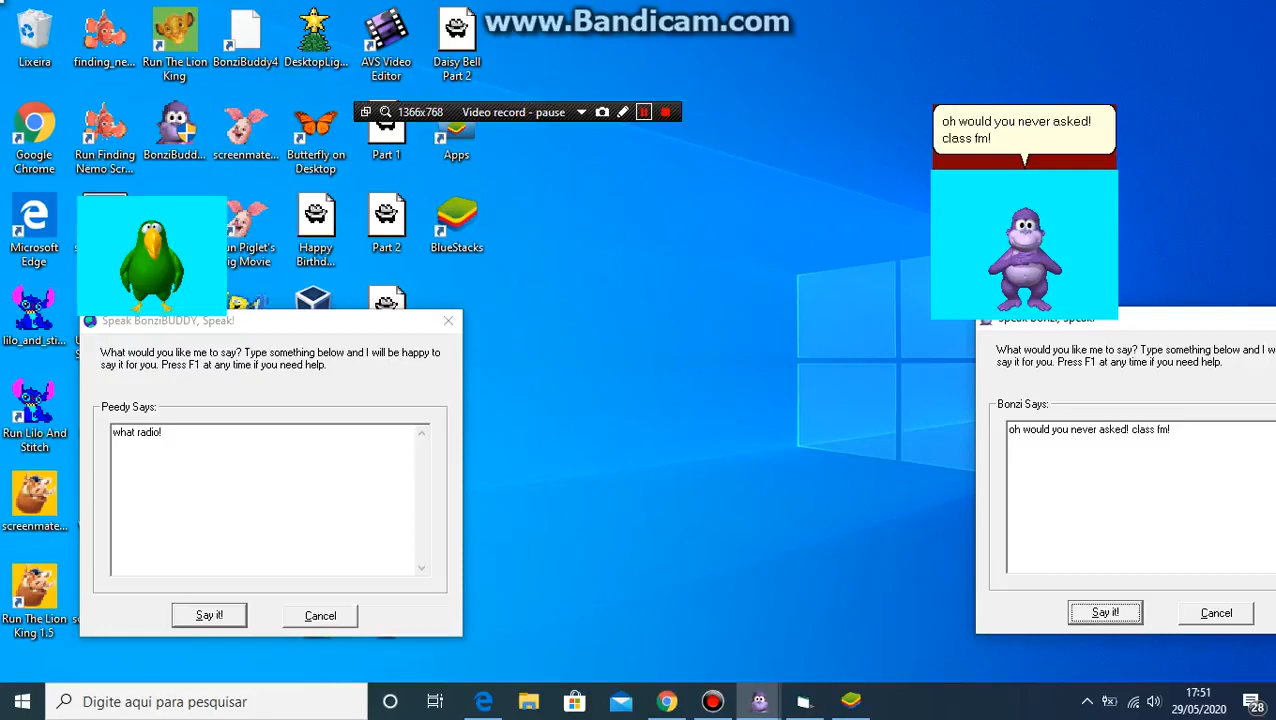 www.Bandicam.com
Lixeira
finding_ne...
Run The Lion
King
BonziBuddy4
DesktopLig...
AVS Video
Editor
Daisy Bell
Part 2
1366x768
Video record - pause
Google
Chrome
Run Finding
Nemo Scr...
BonziBudd...
screenmate...
Butterfly on
Desktop
Part 1
Apps
oh would you never asked!
class fm!
Microsoft
Edge
Happy
Birthd...
Part 2
BlueStacks
lilo_and_sti...
Run Lilo And
Stitch
screenmate...
Run The Lion
King 1.5
Speak BonziBUDDY, Speak!
What would you like me to say? Type something below and I will be happy to
say it for you. Press F1 at any time if you need help.
Peedy Says:
what radio!
Say it!
Cancel
What would you like me to say? Type something below and I w
say it for you. Press F1 at any time if you need help.
Bonzi Says:
oh would you never asked! class fm!
Say it!
Cancel
Digite aqui para pesquisar
17:51
29/05/2020
28